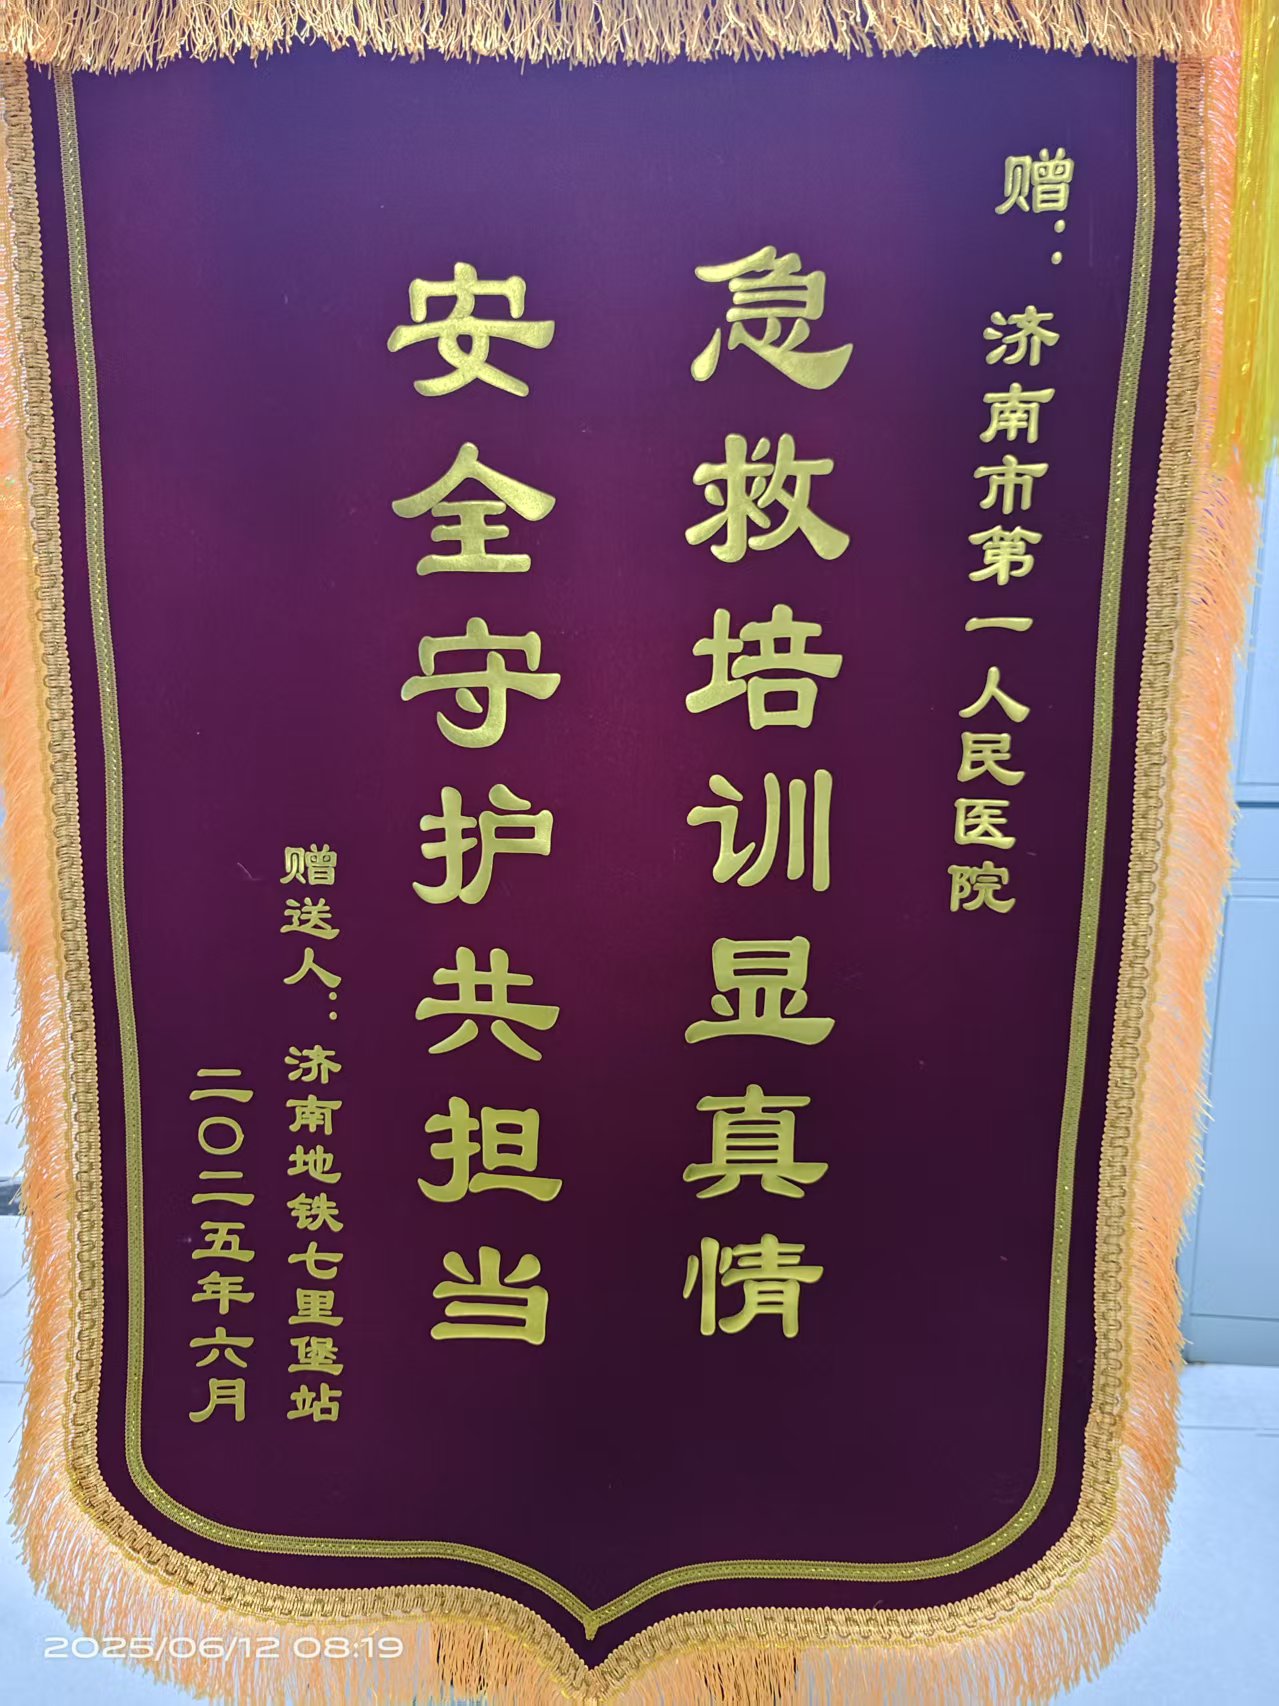 赠：济南市第一人民医院
急救培训显真情
安全守护共担当
赠送人：济南地铁七里堡站
二〇二五年六月
2025/06/12 08:19